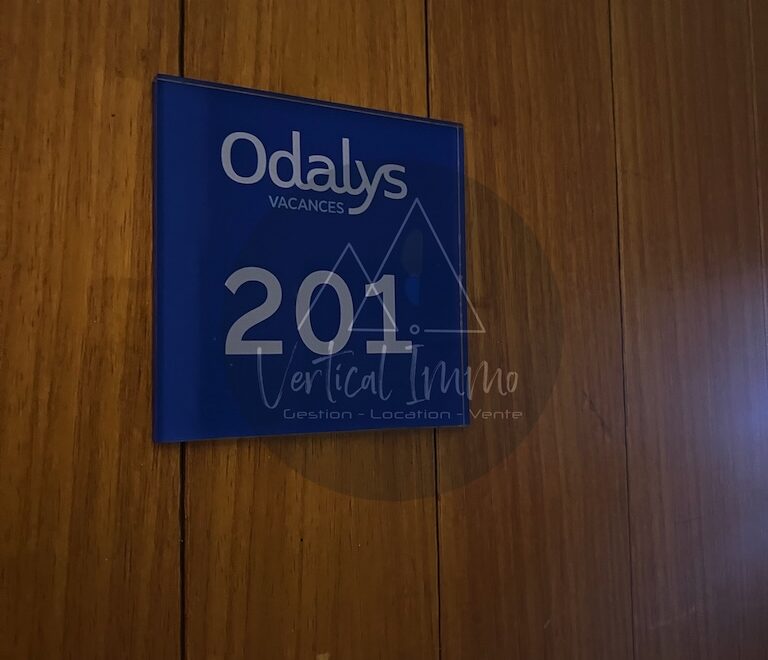 Odalys
VACANCES
201
Vertical Immo
Gestion - Location - Vente